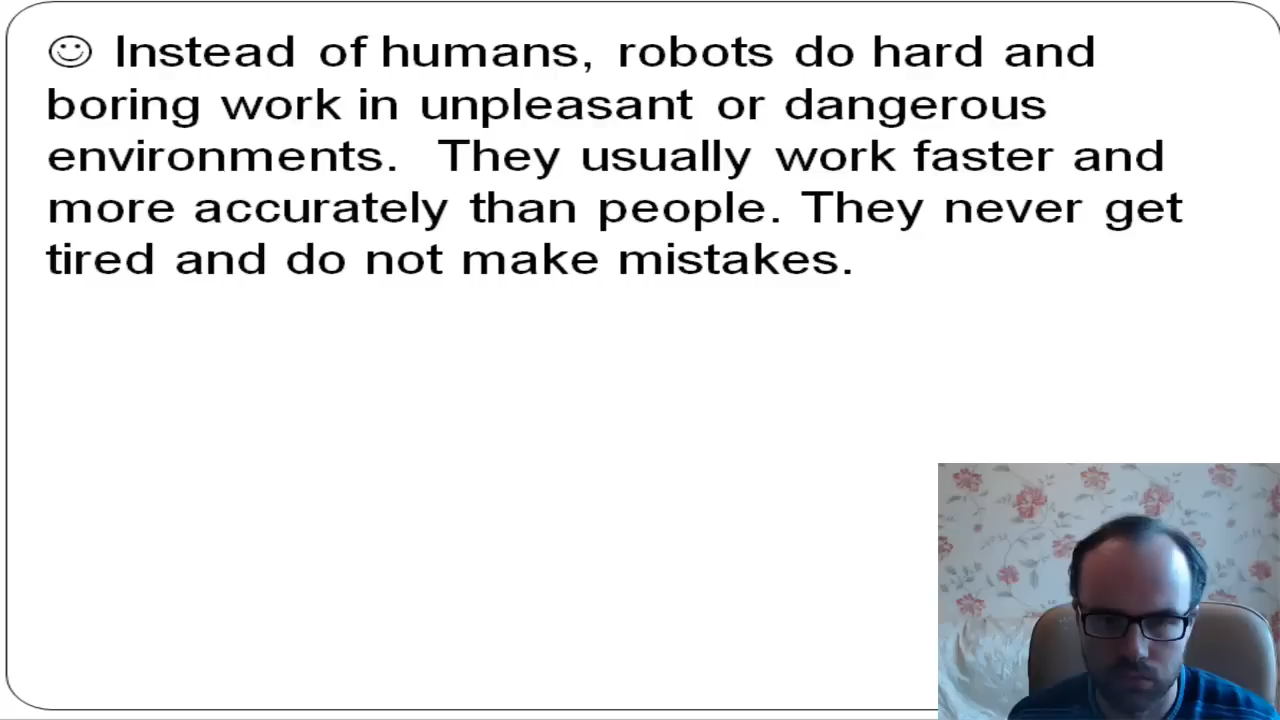 ☺ Instead of humans, robots do hard and
boring work in unpleasant or dangerous
environments.  They usually work faster and
more accurately than people. They never get
tired and do not make mistakes.